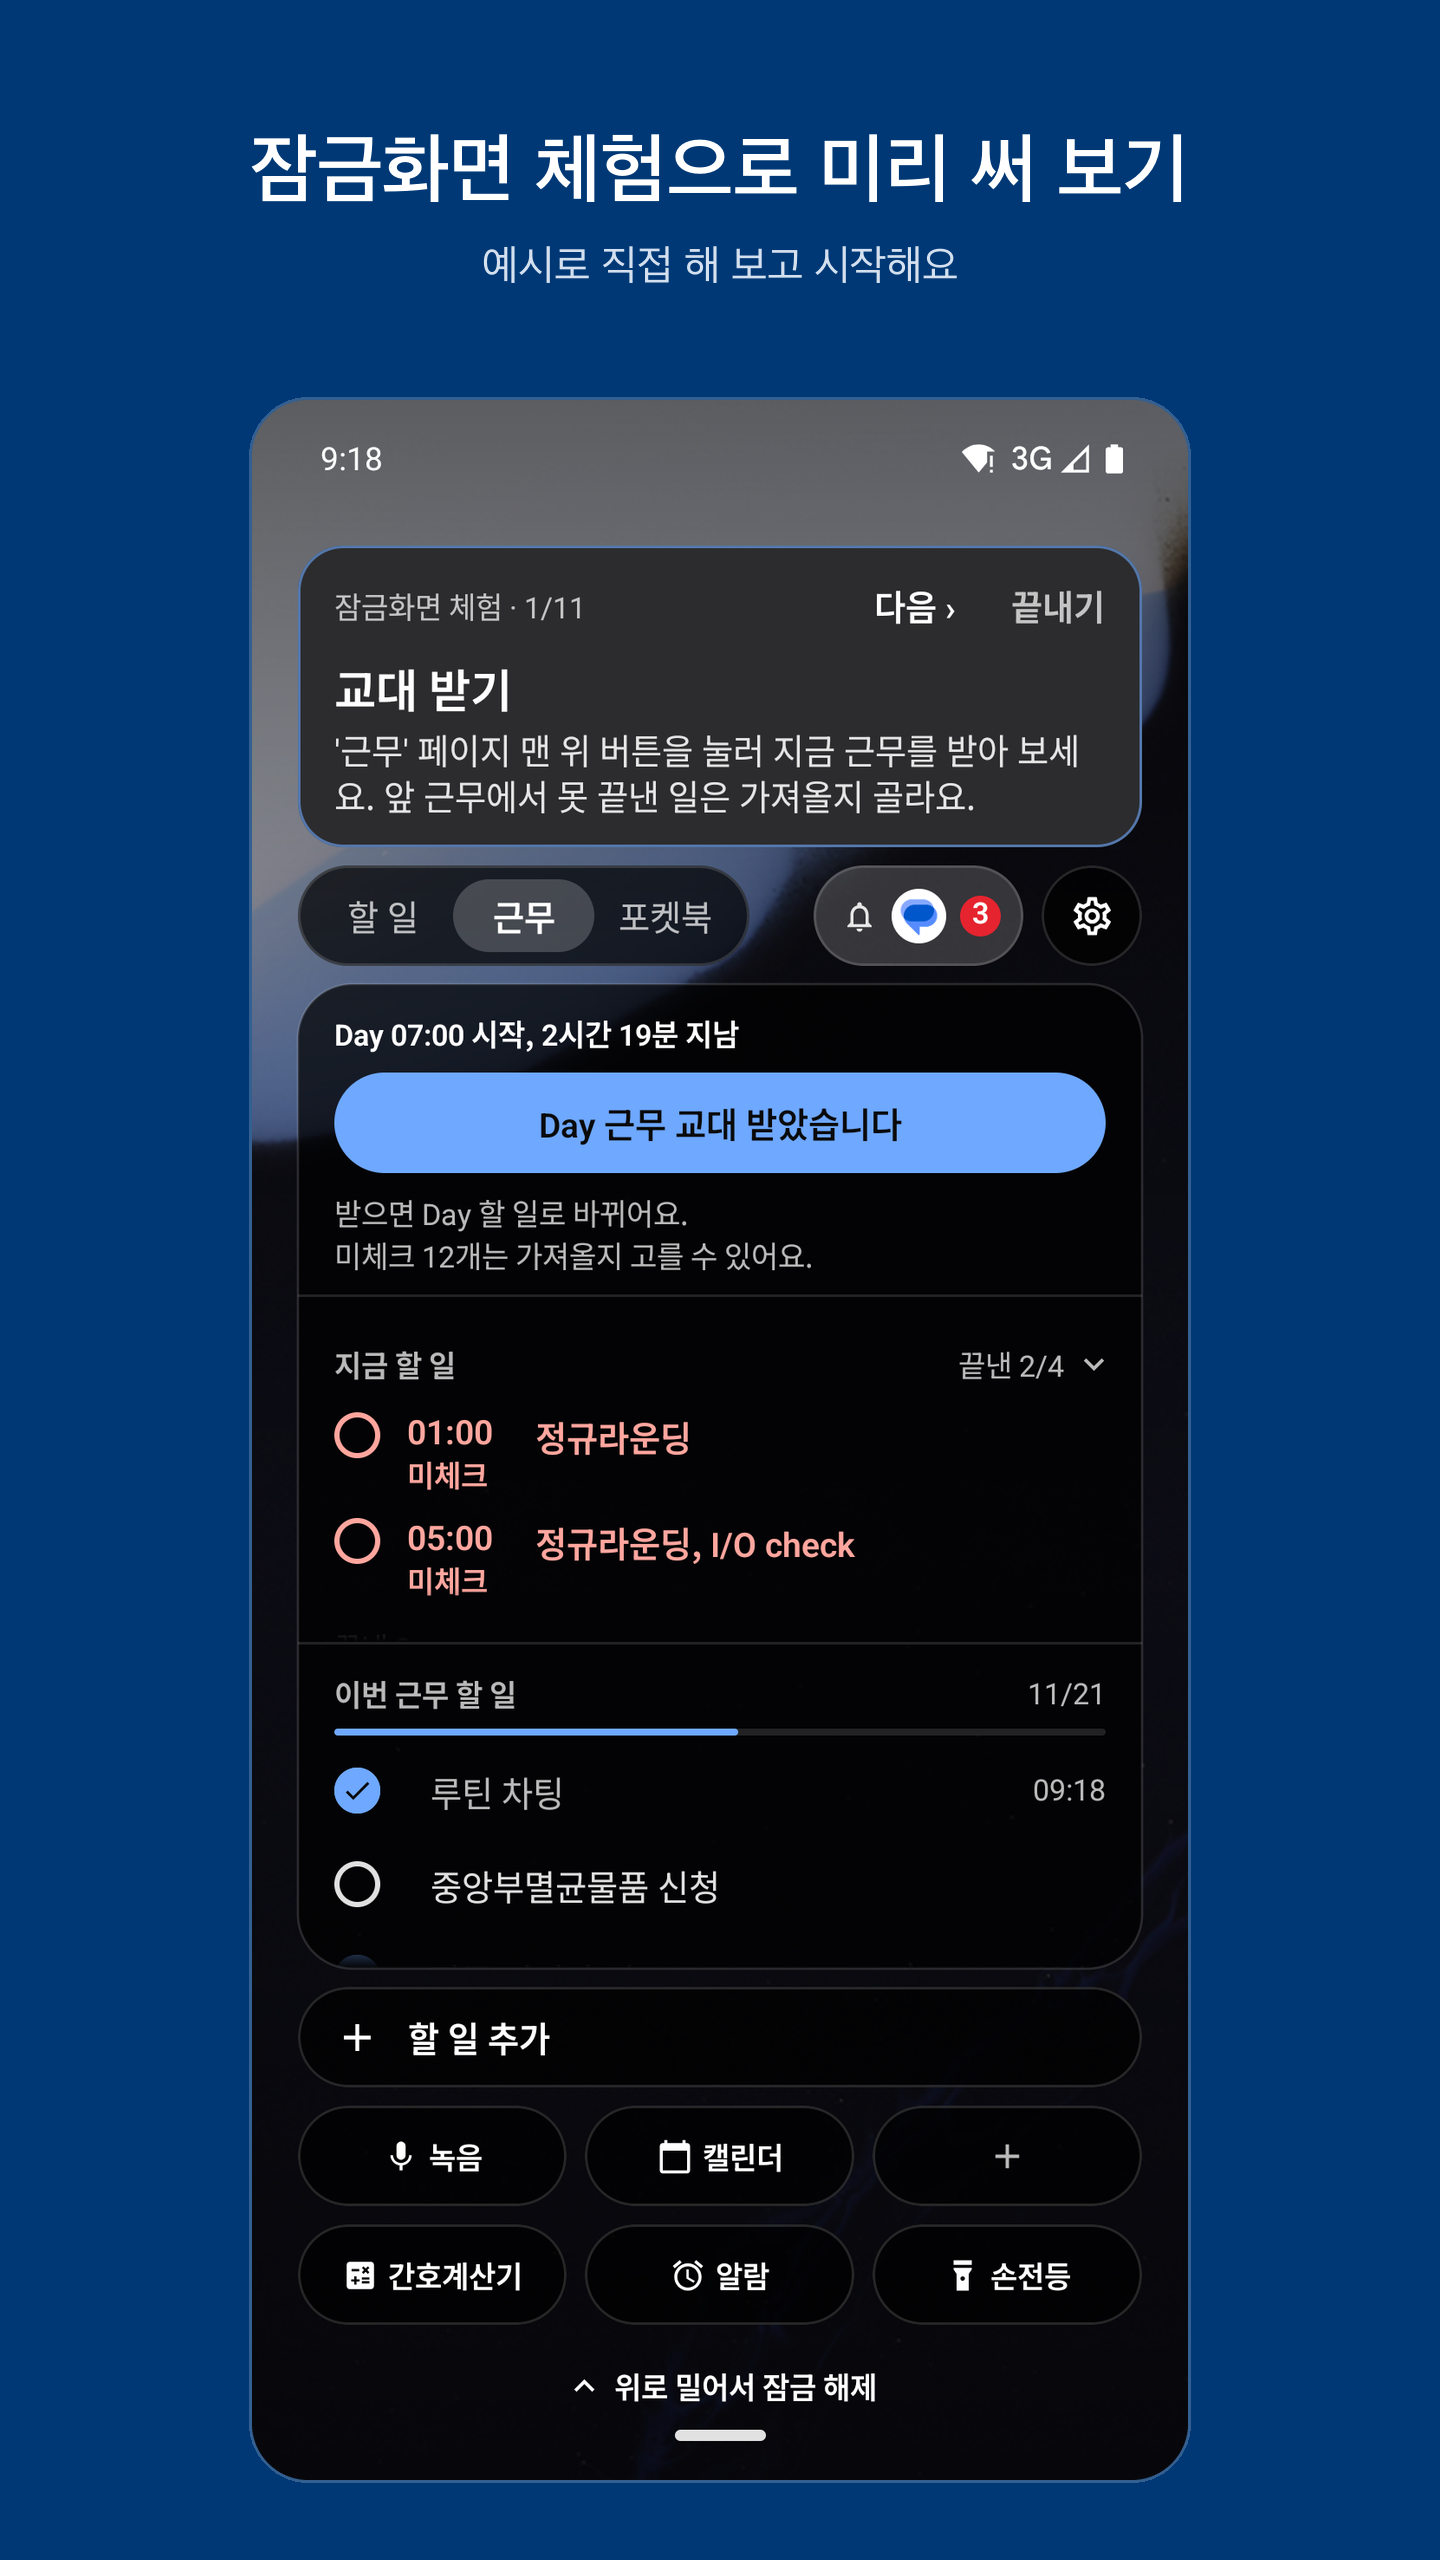 잠금화면 체험으로 미리 써 보기
예시로 직접 해 보고 시작해요
9:18
3G
잠금화면 체험 · 1/11
다음 ›
끝내기
교대 받기
'근무' 페이지 맨 위 버튼을 눌러 지금 근무를 받아 보세
요. 앞 근무에서 못 끝낸 일은 가져올지 골라요.
할 일
근무
포켓북
3
Day 07:00 시작, 2시간 19분 지남
Day 근무 교대 받았습니다
받으면 Day 할 일로 바뀌어요.
미체크 12개는 가져올지 고를 수 있어요.
지금 할 일
끝낸 2/4
01:00 정규라운딩
미체크
05:00 정규라운딩, I/O check
미체크
이번 근무 할 일
11/21
루틴 차팅
09:18
중앙부멸균물품 신청
할 일 추가
녹음
캘린더
간호계산기
알람
손전등
위로 밀어서 잠금 해제